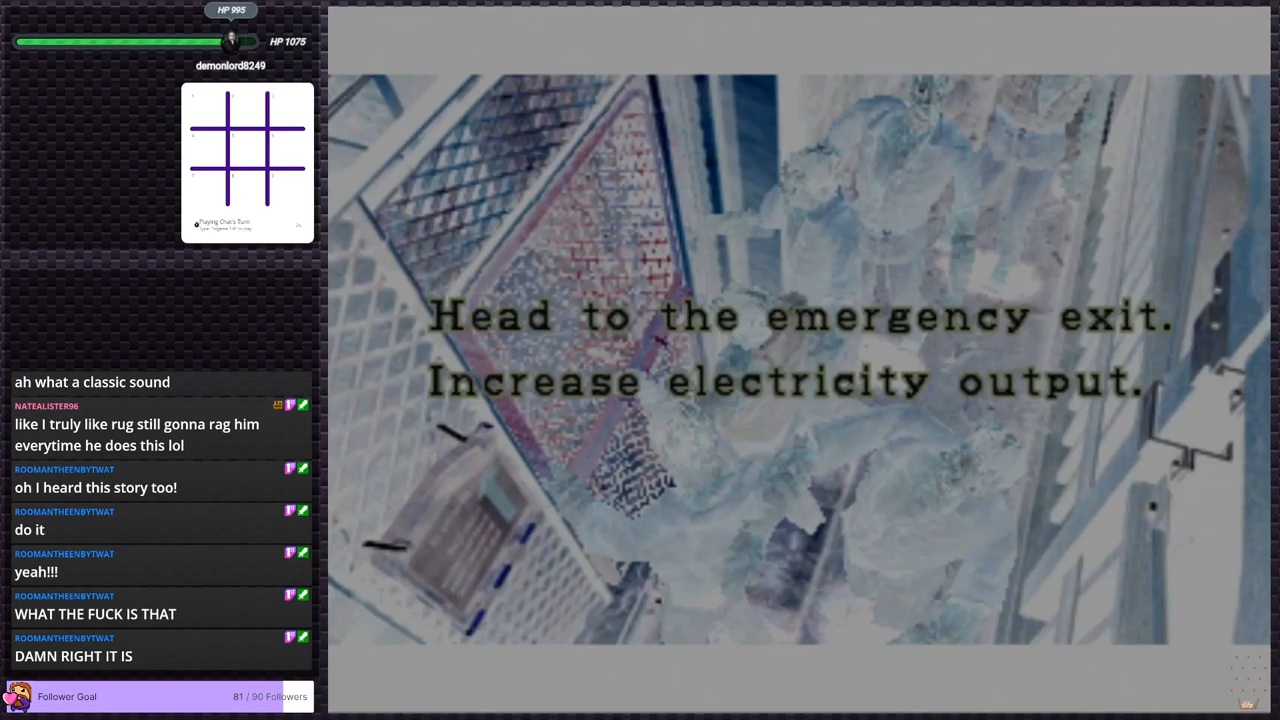 HP 995
HP 1075
demonlord8249
Playing Chat's Turn
ah what a classic sound
NATEALISTER96
like I truly like rug still gonna rag him
everytime he does this lol
ROOMANTHEENBYTWAT
oh I heard this story too!
ROOMANTHEENBYTWAT
do it
ROOMANTHEENBYTWAT
yeah!!!
ROOMANTHEENBYTWAT
WHAT THE FUCK IS THAT
ROOMANTHEENBYTWAT
DAMN RIGHT IT IS
Follower Goal
81 / 90 Followers
Head to the emergency exit.
Increase electricity output.